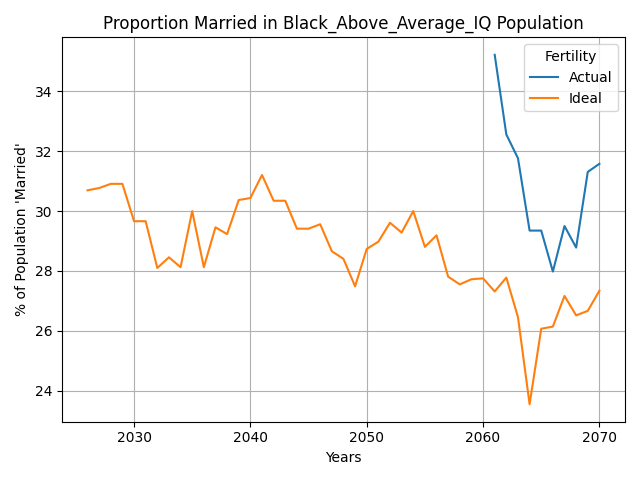 Proportion Married in Black_Above_Average_IQ Population
Fertility
Actual
Ideal
% of Population 'Married'
34
32
30
28
26
24
2030
2040
2050
2060
2070
Years